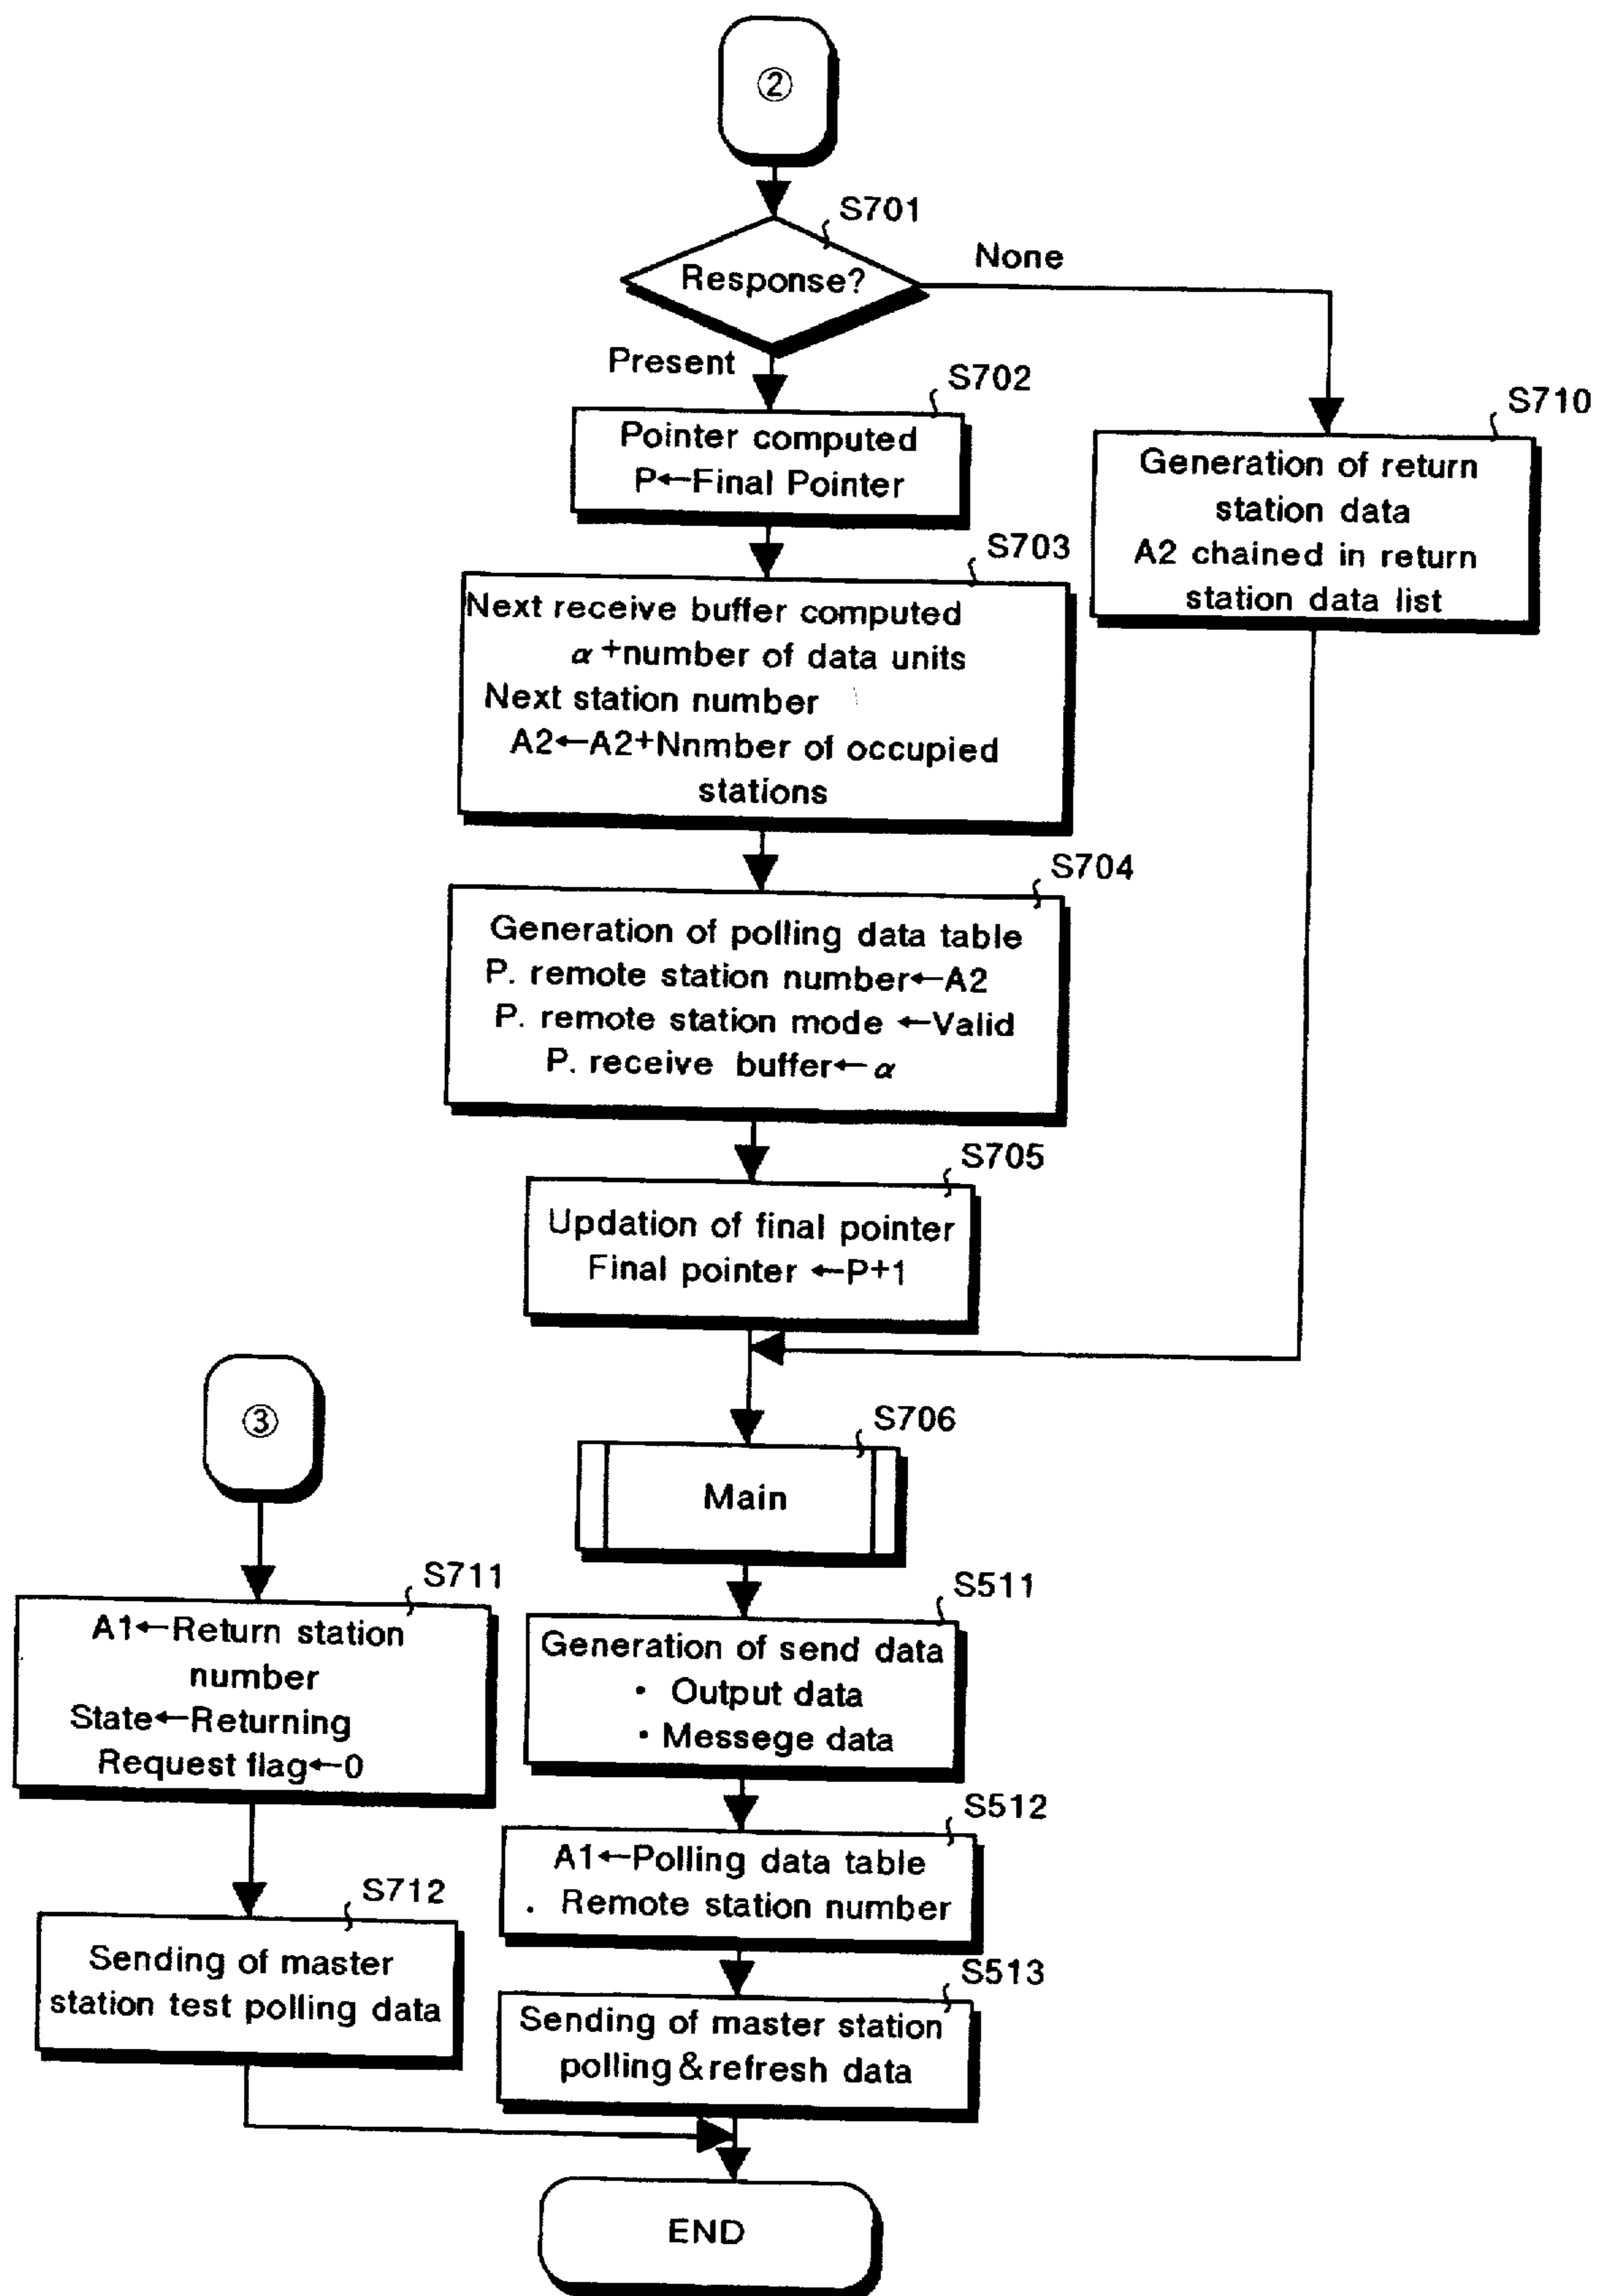 ②
S701
Response?
None
Present
S702
Pointer computed
P←Final Pointer
S710
Generation of return
station data
A2 chained in return
station data list
S703
Next receive buffer computed
α+number of data units
Next station number
A2←A2+Nnmber of occupied
stations
S704
Generation of polling data table
P. remote station number←A2
P. remote station mode ←Valid
P. receive buffer←α
S705
Updation of final pointer
Final pointer ←P+1
③
S706
Main
S711
A1←Return station
number
State←Returning
Request flag←0
S511
Generation of send data
· Output data
· Messege data
S512
A1←Polling data table
. Remote station number
S712
Sending of master
station test polling data
S513
Sending of master station
polling&refresh data
END